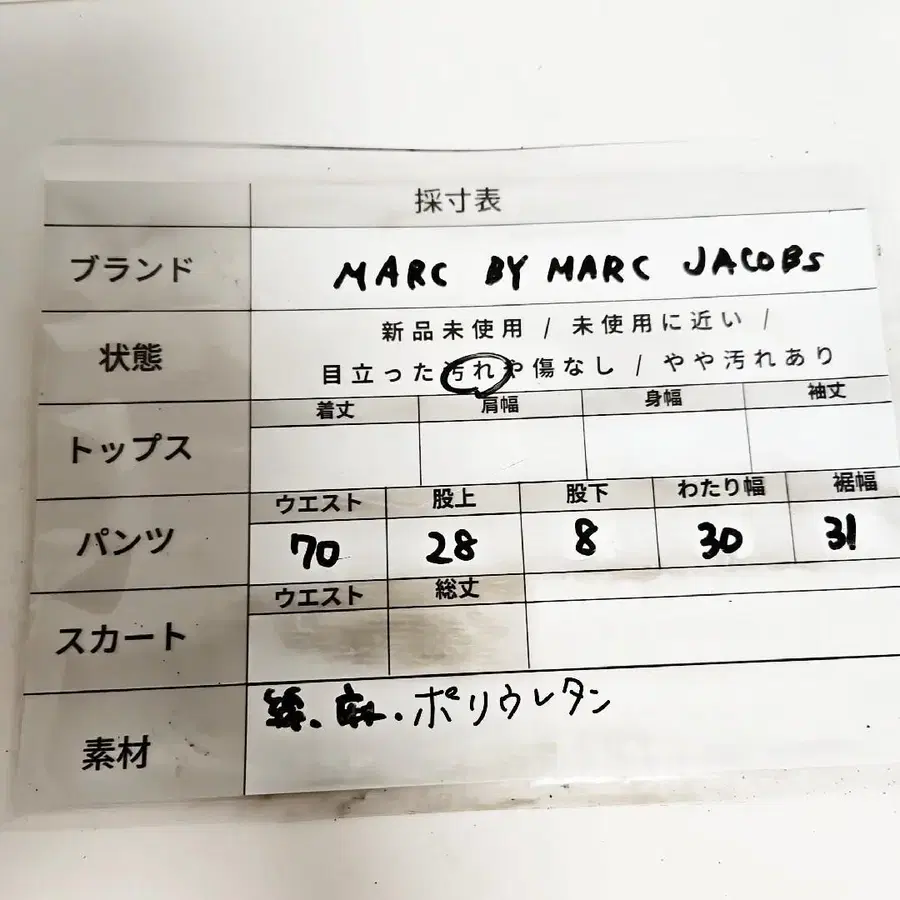 採寸表
ブランド MARC BY MARC JACOBS
状態 新品未使用 / 未使用に近い /
目立った汚れや傷なし / やや汚れあり
トップス 着丈 肩幅 身幅 袖丈
パンツ ウエスト 股上 股下 わたり幅 裾幅
70 28 8 30 31
スカート ウエスト 総丈
素材 綿、麻、ポリウレタン